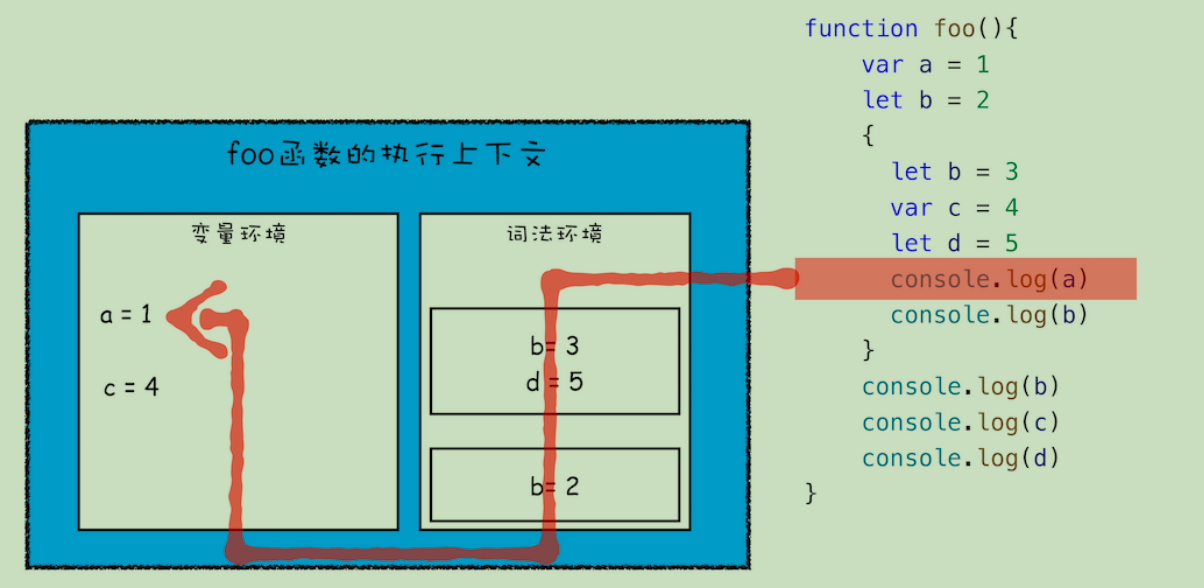 foo函数的执行上下文
变量环境
a = 1
c = 4
词法环境
b= 3
d = 5
b= 2
function foo(){
    var a = 1
    let b = 2
    {
      let b = 3
      var c = 4
      let d = 5
      console.log(a)
      console.log(b)
    }
    console.log(b)
    console.log(c)
    console.log(d)
}